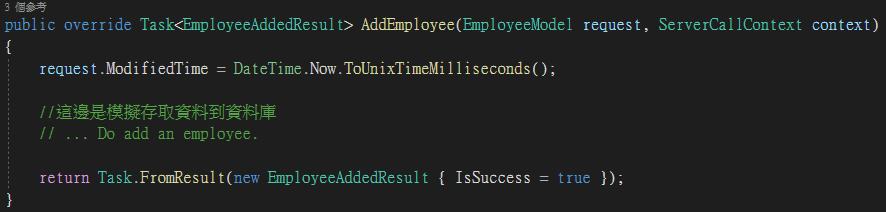 3 個參考
public override Task<EmployeeAddedResult> AddEmployee(EmployeeModel request, ServerCallContext context)
{
request.ModifiedTime = DateTime.Now.ToUnixTimeMilliseconds();
//這邊是模擬存取資料到資料庫
// ... Do add an employee.
return Task.FromResult(new EmployeeAddedResult { IsSuccess = true });
}